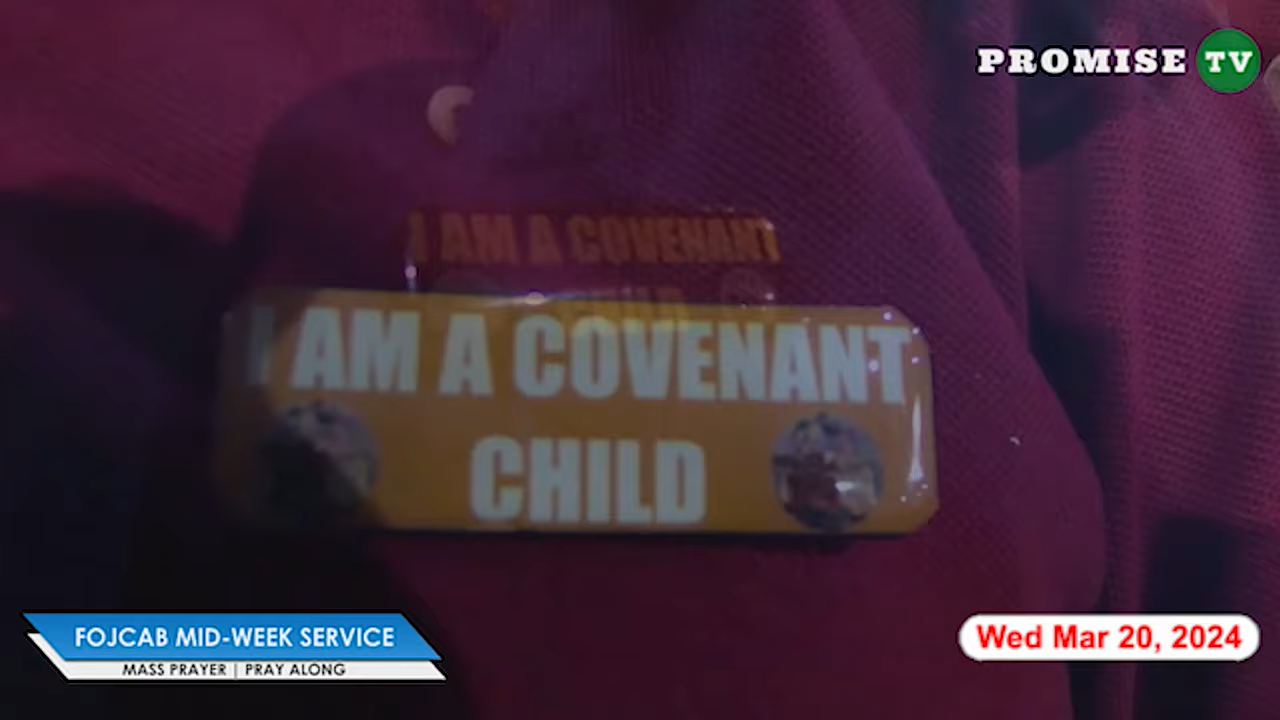 PROMISE TV
I AM A COVENANT
I AM A COVENANT
CHILD
FOJCAB MID-WEEK SERVICE
MASS PRAYER | PRAY ALONG
Wed Mar 20, 2024